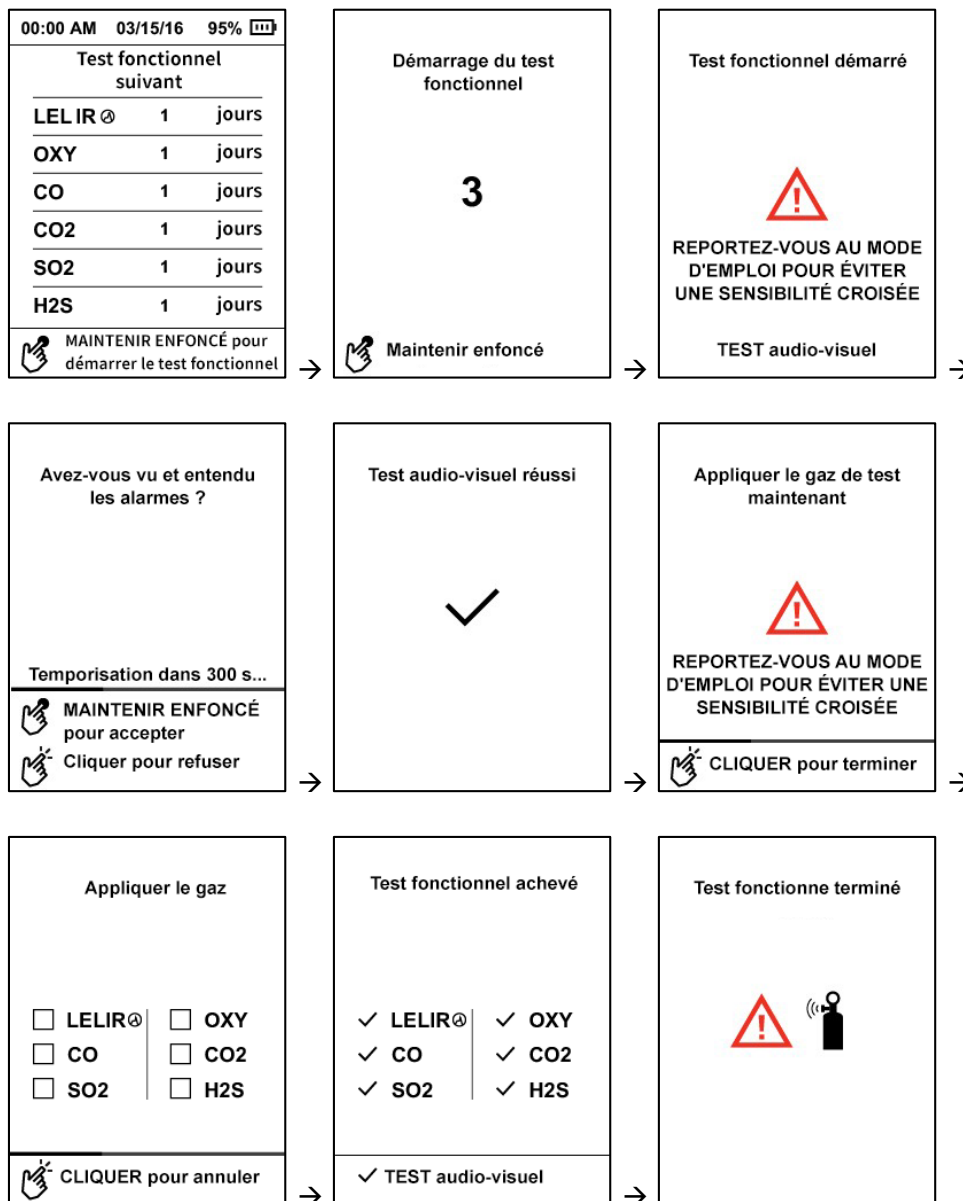 00:00 AM 03/15/16 95%
Test fonctionnel
suivant
LEL IR 1 jours
OXY 1 jours
CO 1 jours
CO2 1 jours
SO2 1 jours
H2S 1 jours
MAINTENIR ENFONCÉ pour
démarrer le test fonctionnel
→
Démarrage du test
fonctionnel
3
Maintenir enfoncé
→
Test fonctionnel démarré
!
REPORTEZ-VOUS AU MODE
D'EMPLOI POUR ÉVITER
UNE SENSIBILITÉ CROISÉE
TEST audio-visuel
→
Avez-vous vu et entendu
les alarmes ?
Temporisation dans 300 s...
MAINTENIR ENFONCÉ
pour accepter
Cliquer pour refuser
→
Test audio-visuel réussi
→
Appliquer le gaz de test
maintenant
!
REPORTEZ-VOUS AU MODE
D'EMPLOI POUR ÉVITER UNE
SENSIBILITÉ CROISÉE
CLIQUER pour terminer
→
Appliquer le gaz
LELIR OXY
CO CO2
SO2 H2S
CLIQUER pour annuler
→
Test fonctionnel achevé
✓ LELIR ✓ OXY
✓ CO ✓ CO2
✓ SO2 ✓ H2S
✓ TEST audio-visuel
→
Test fonctionne terminé
!